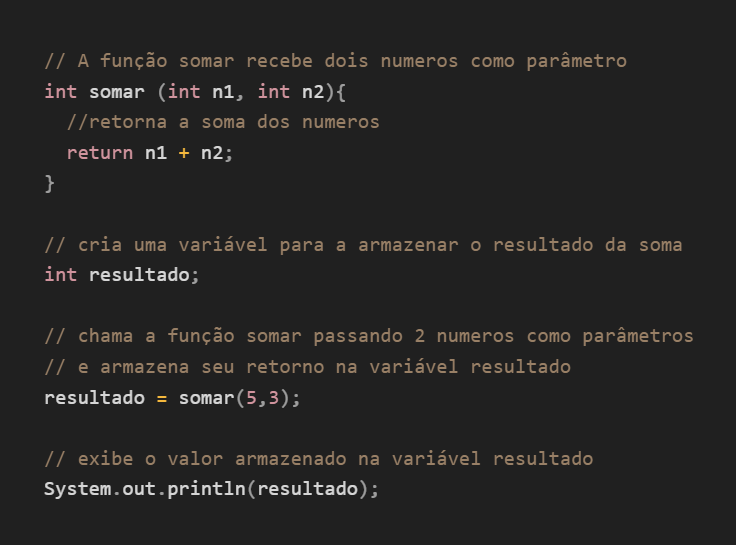 // A função somar recebe dois numeros como parâmetro
int somar (int n1, int n2){
  //retorna a soma dos numeros
  return n1 + n2;
}
// cria uma variável para a armazenar o resultado da soma
int resultado;
// chama a função somar passando 2 numeros como parâmetros
// e armazena seu retorno na variável resultado
resultado = somar(5,3);
// exibe o valor armazenado na variável resultado
System.out.println(resultado);